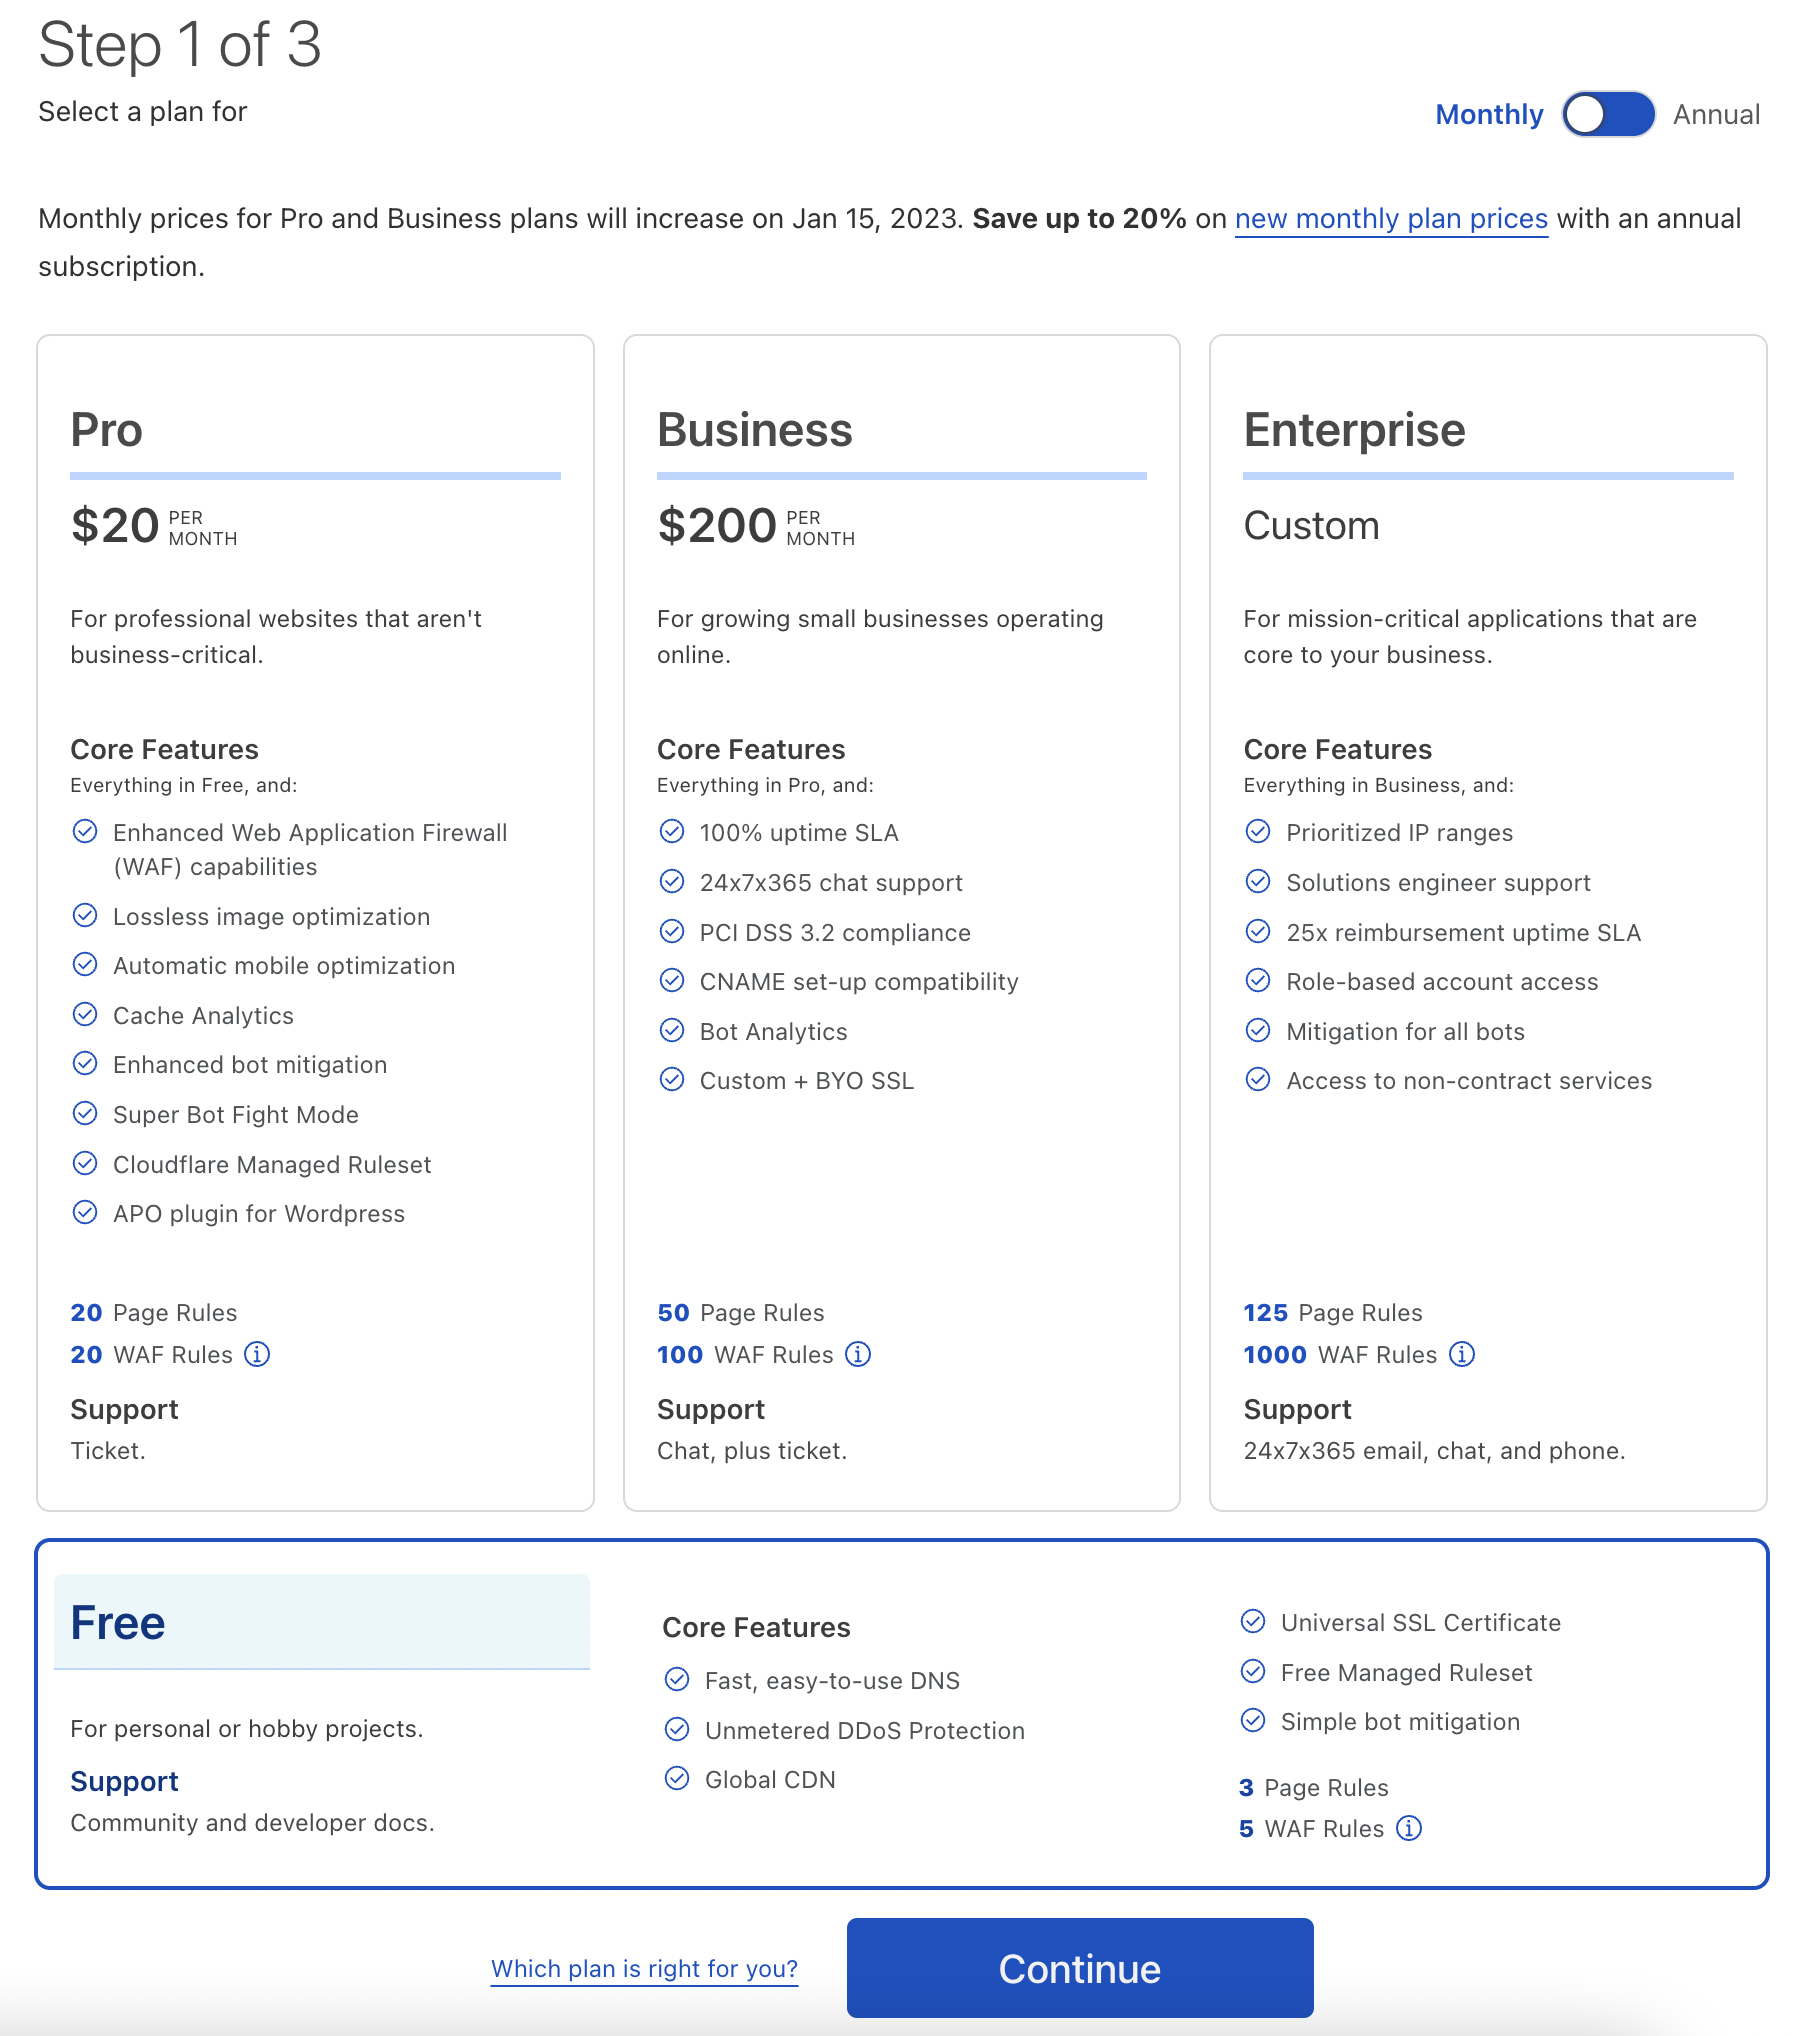 Step 1 of 3
Select a plan for
Monthly Annual
Monthly prices for Pro and Business plans will increase on Jan 15, 2023. Save up to 20% on new monthly plan prices with an annual
subscription.
Pro
$20 PER
MONTH
For professional websites that aren't
business-critical.
Core Features
Everything in Free, and:
Enhanced Web Application Firewall
(WAF) capabilities
Lossless image optimization
Automatic mobile optimization
Cache Analytics
Enhanced bot mitigation
Super Bot Fight Mode
Cloudflare Managed Ruleset
APO plugin for Wordpress
20 Page Rules
20 WAF Rules
Support
Ticket.
Business
$200 PER
MONTH
For growing small businesses operating
online.
Core Features
Everything in Pro, and:
100% uptime SLA
24x7x365 chat support
PCI DSS 3.2 compliance
CNAME set-up compatibility
Bot Analytics
Custom + BYO SSL
50 Page Rules
100 WAF Rules
Support
Chat, plus ticket.
Enterprise
Custom
For mission-critical applications that are
core to your business.
Core Features
Everything in Business, and:
Prioritized IP ranges
Solutions engineer support
25x reimbursement uptime SLA
Role-based account access
Mitigation for all bots
Access to non-contract services
125 Page Rules
1000 WAF Rules
Support
24x7x365 email, chat, and phone.
Free
For personal or hobby projects.
Support
Community and developer docs.
Core Features
Fast, easy-to-use DNS
Unmetered DDoS Protection
Global CDN
Universal SSL Certificate
Free Managed Ruleset
Simple bot mitigation
3 Page Rules
5 WAF Rules
Which plan is right for you?
Continue